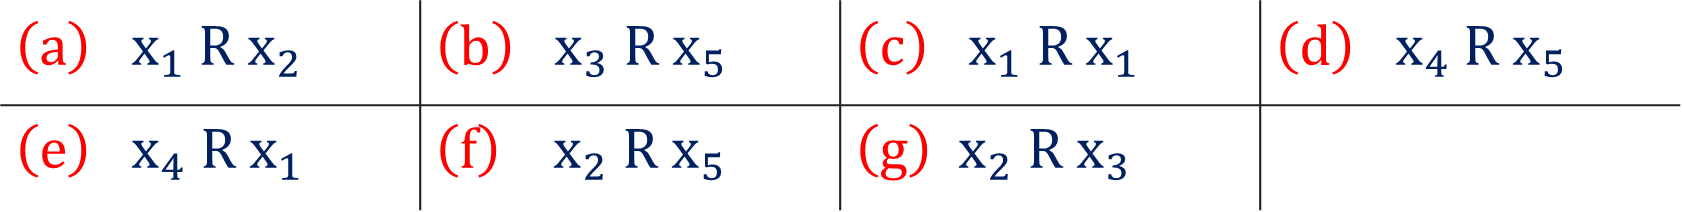 (a) x₁ R x₂ (b) x₃ R x₅ (c) x₁ R x₁ (d) x₄ R x₅
(e) x₄ R x₁ (f) x₂ R x₅ (g) x₂ R x₃